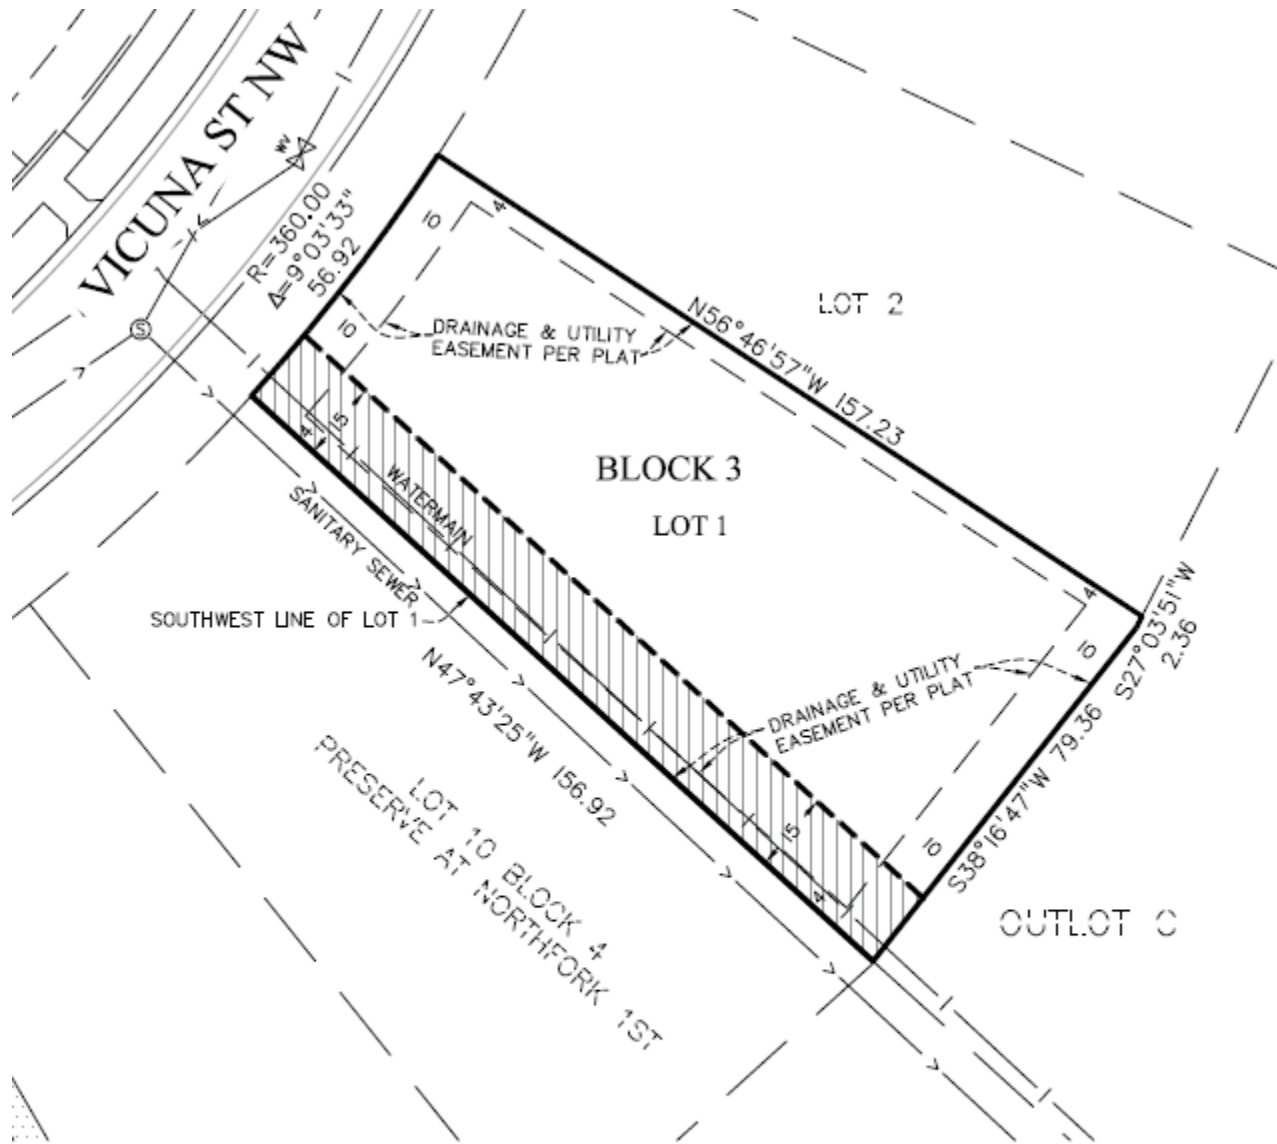 VICUNA ST NW
WV
S
R=360.00
Δ=9°03'33"
56.92
10
4
10
DRAINAGE & UTILITY
EASEMENT PER PLAT
N56°46'57"W 157.23
LOT 2
15
4
WATERMAIN
SANITARY SEWER
BLOCK 3
LOT 1
SOUTHWEST LINE OF LOT 1
N47°43'25"W 156.92
4
10
S27°03'51"W
2.36
DRAINAGE & UTILITY
EASEMENT PER PLAT
S38°16'47"W 79.36
15
10
4
LOT 10 BLOCK 4
PRESERVE AT NORTHFORK 1ST
OUTLOT C